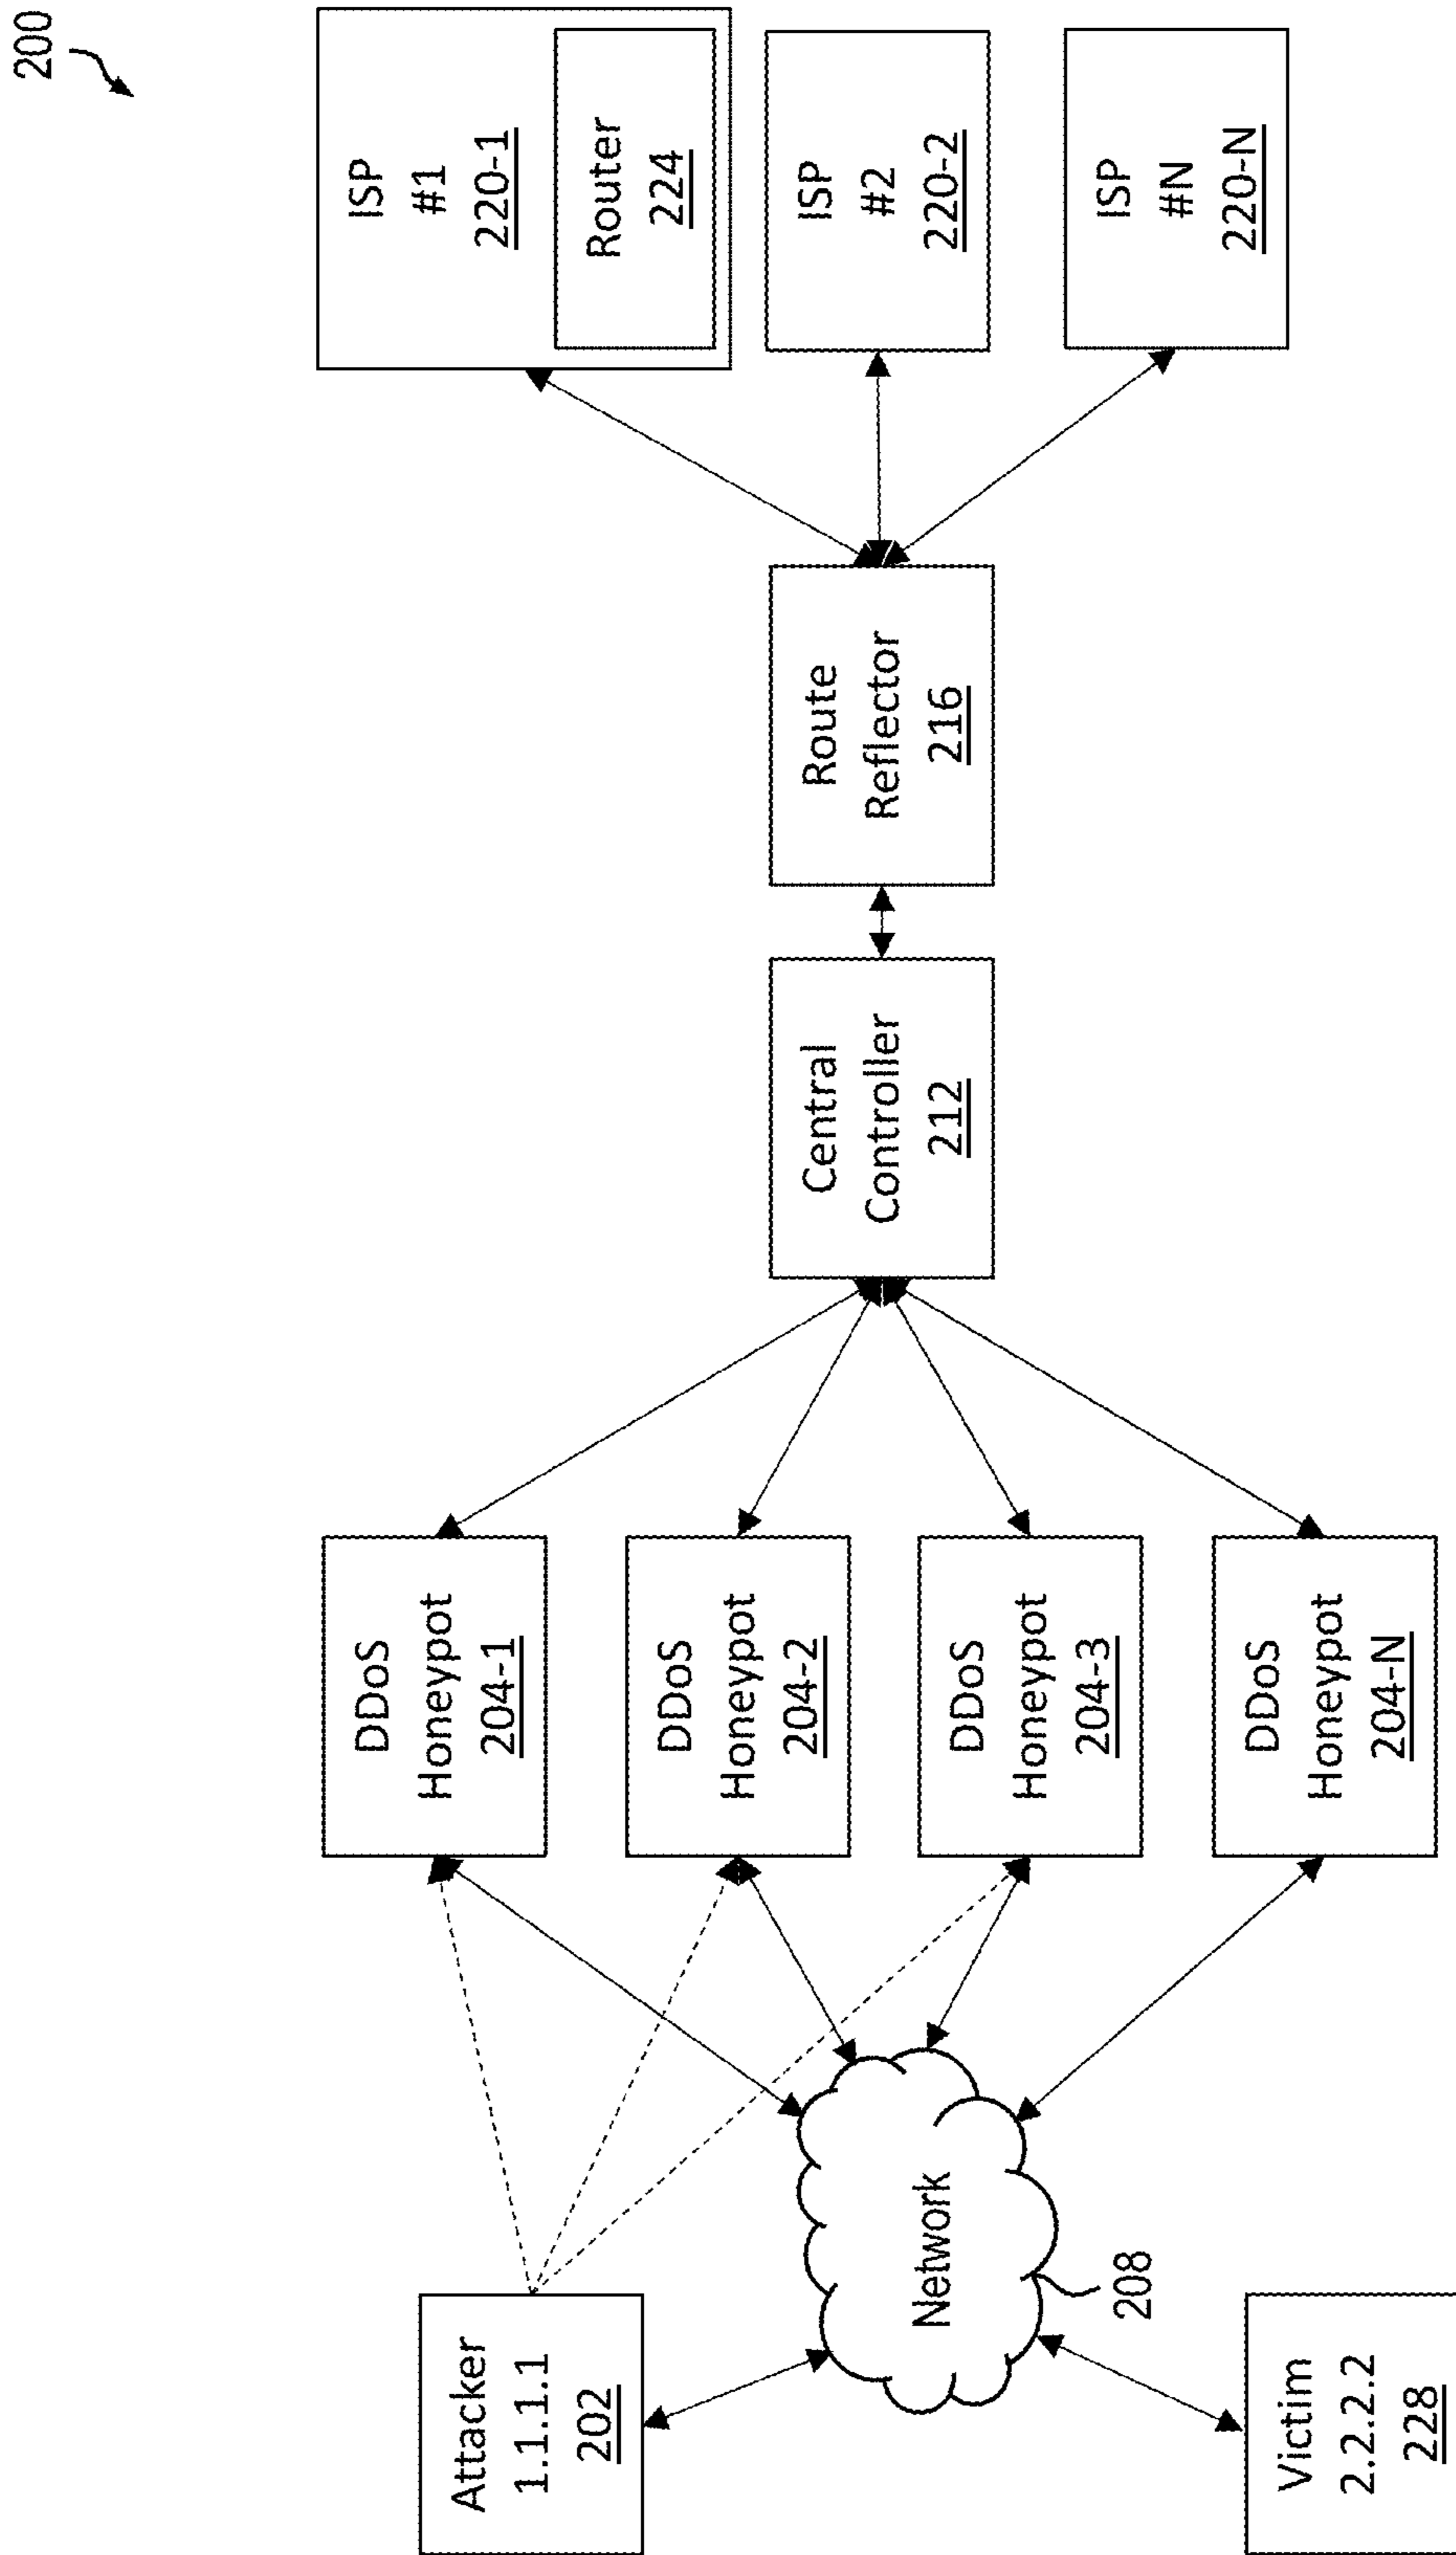 200
Attacker
1.1.1.1
202
Victim
2.2.2.2
228
Network
208
DDoS
Honeypot
204-1
DDoS
Honeypot
204-2
DDoS
Honeypot
204-3
DDoS
Honeypot
204-N
Central
Controller
212
Route
Reflector
216
ISP
#1
220-1
Router
224
ISP
#2
220-2
ISP
#N
220-N